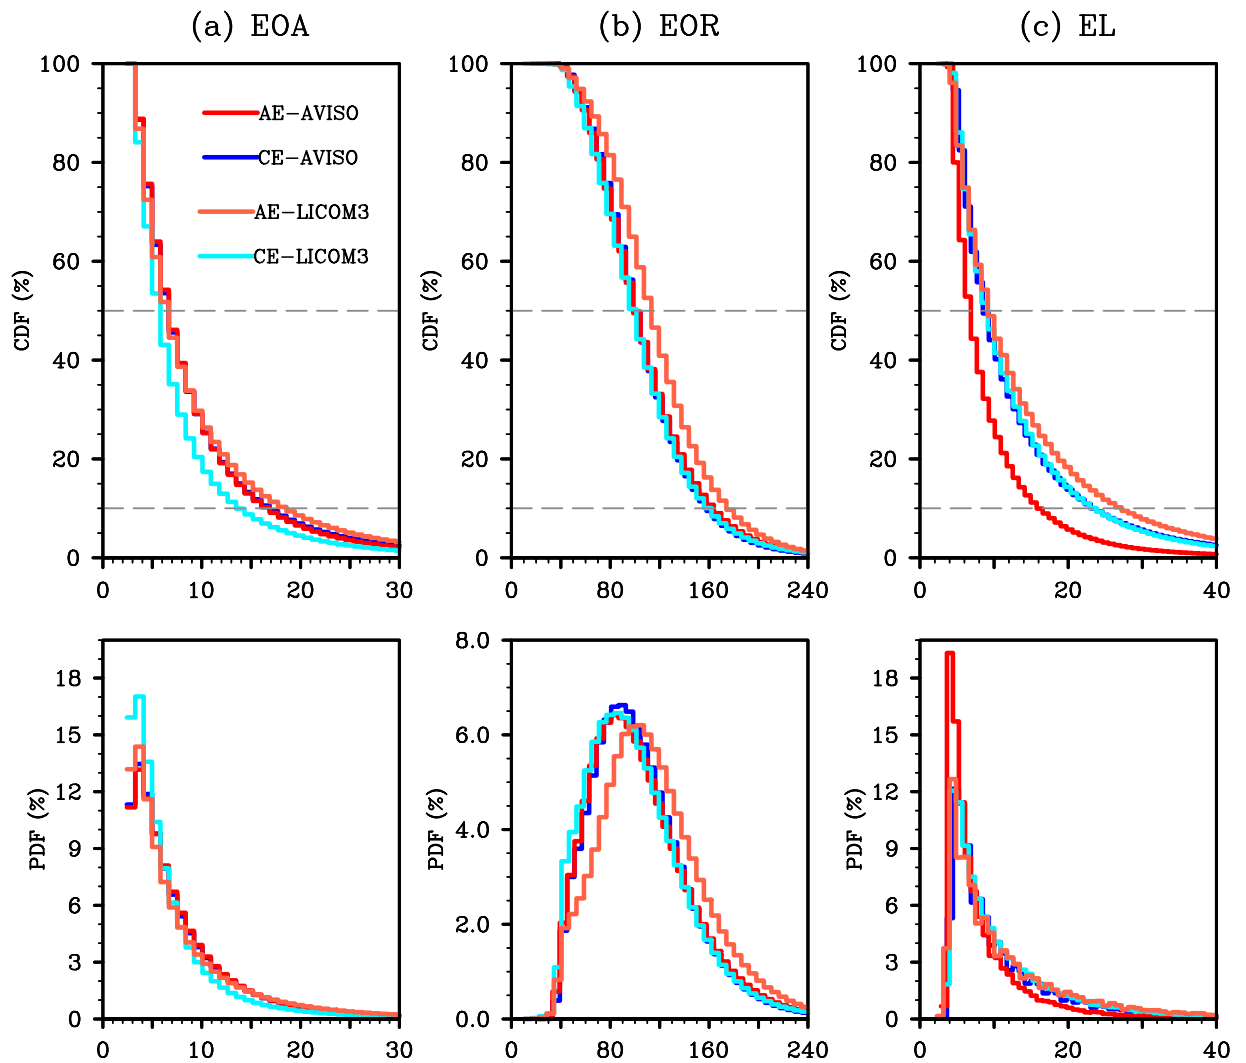 (a) EOA
(b) EOR
(c) EL
100
80
60
40
20
0
CDF (%)
AE-AVISO
CE-AVISO
AE-LICOM3
CE-LICOM3
0 10 20 30
100
80
60
40
20
0
CDF (%)
0 80 160 240
100
80
60
40
20
0
CDF (%)
0 20 40
18
15
12
9
6
3
0
PDF (%)
0 10 20 30
8.0
6.0
4.0
2.0
0.0
PDF (%)
0 80 160 240
18
15
12
9
6
3
0
PDF (%)
0 20 40